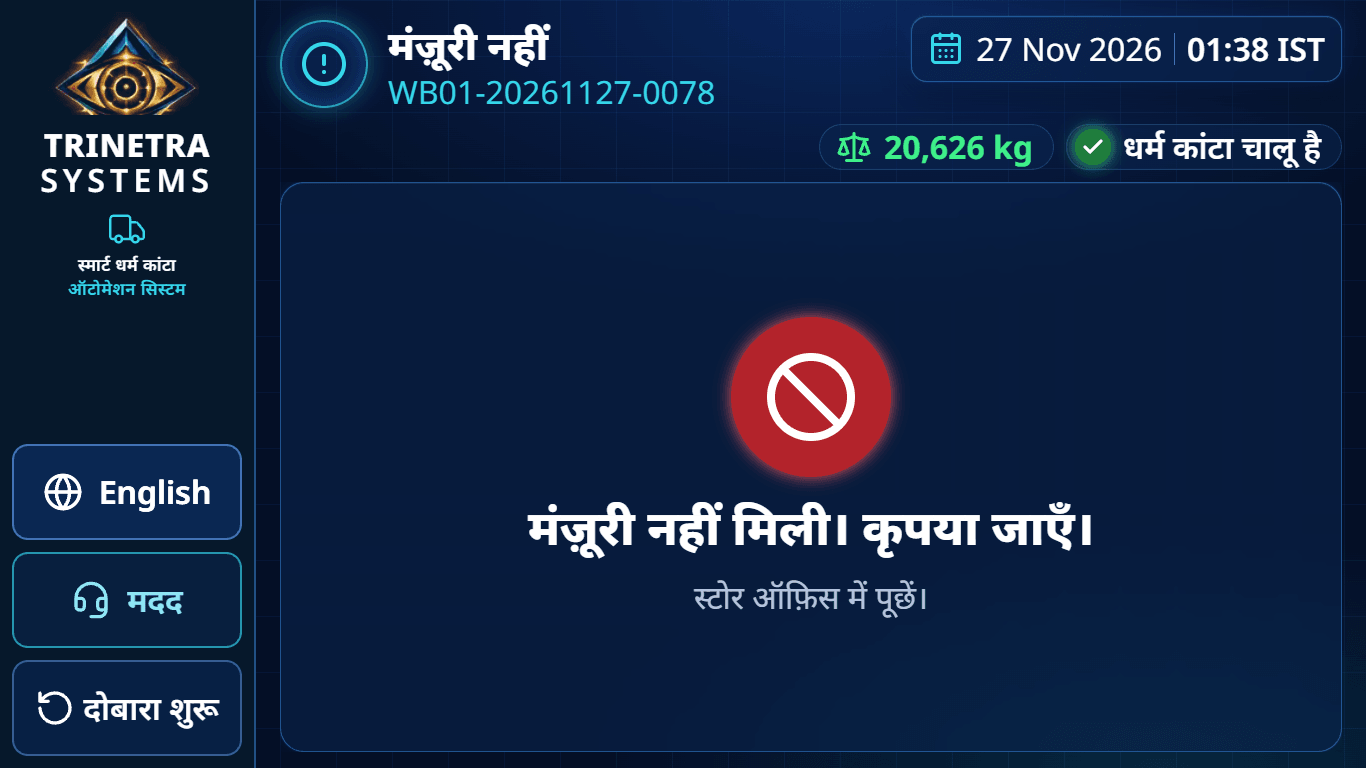 TRINETRA
SYSTEMS
स्मार्ट धर्म कांटा
ऑटोमेशन सिस्टम
English
मदद
दोबारा शुरू
मंज़ूरी नहीं
WB01-20261127-0078
27 Nov 2026 01:38 IST
20,626 kg
धर्म कांटा चालू है
मंज़ूरी नहीं मिली। कृपया जाएँ।
स्टोर ऑफ़िस में पूछें।